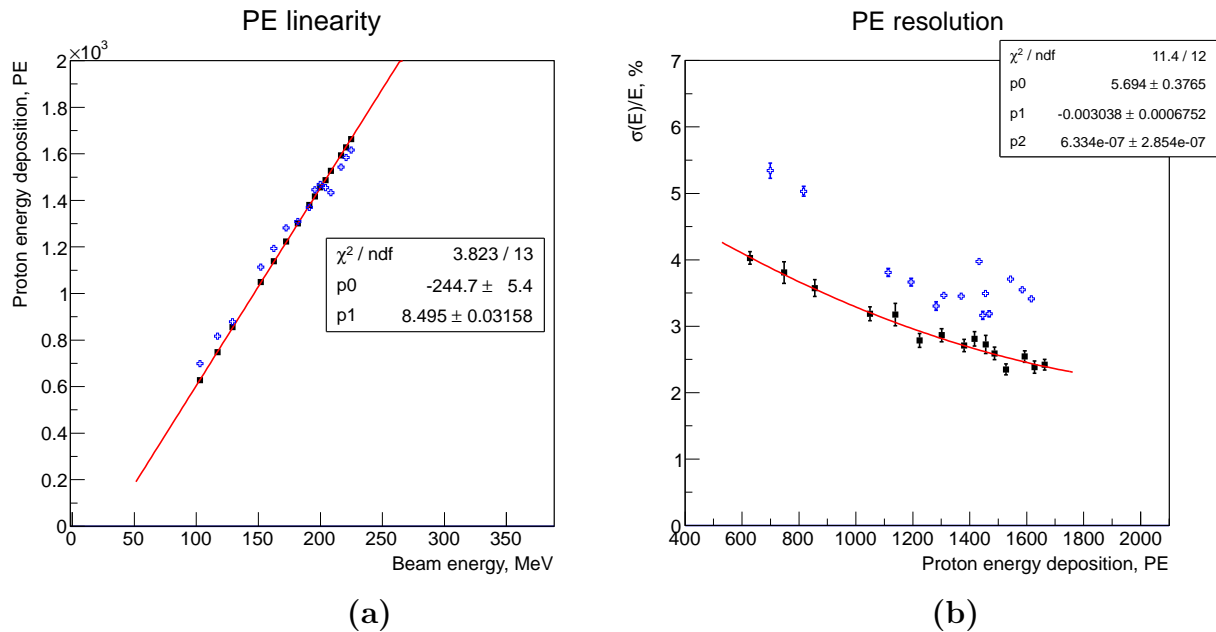 PE linearity
×10³
2
1.8
1.6
1.4
1.2
1
0.8
0.6
0.4
0.2
0
Proton energy deposition, PE
χ² / ndf 3.823 / 13
p0 -244.7 ± 5.4
p1 8.495 ± 0.03158
0 50 100 150 200 250 300 350
Beam energy, MeV
(a)
PE resolution
7
6
5
4
3
2
1
0
σ(E)/E, %
χ² / ndf 11.4 / 12
p0 5.694 ± 0.3765
p1 -0.003038 ± 0.0006752
p2 6.334e-07 ± 2.854e-07
400 600 800 1000 1200 1400 1600 1800 2000
Proton energy deposition, PE
(b)